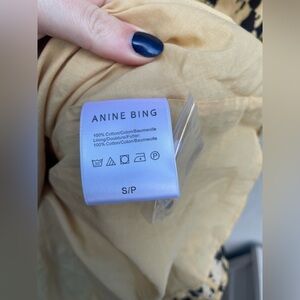 ANINE BING
100% Cotton/Coton/Baumwolle
Lining/Doublure/Futter:
100% Cotton/Coton/Baumwolle
S/P